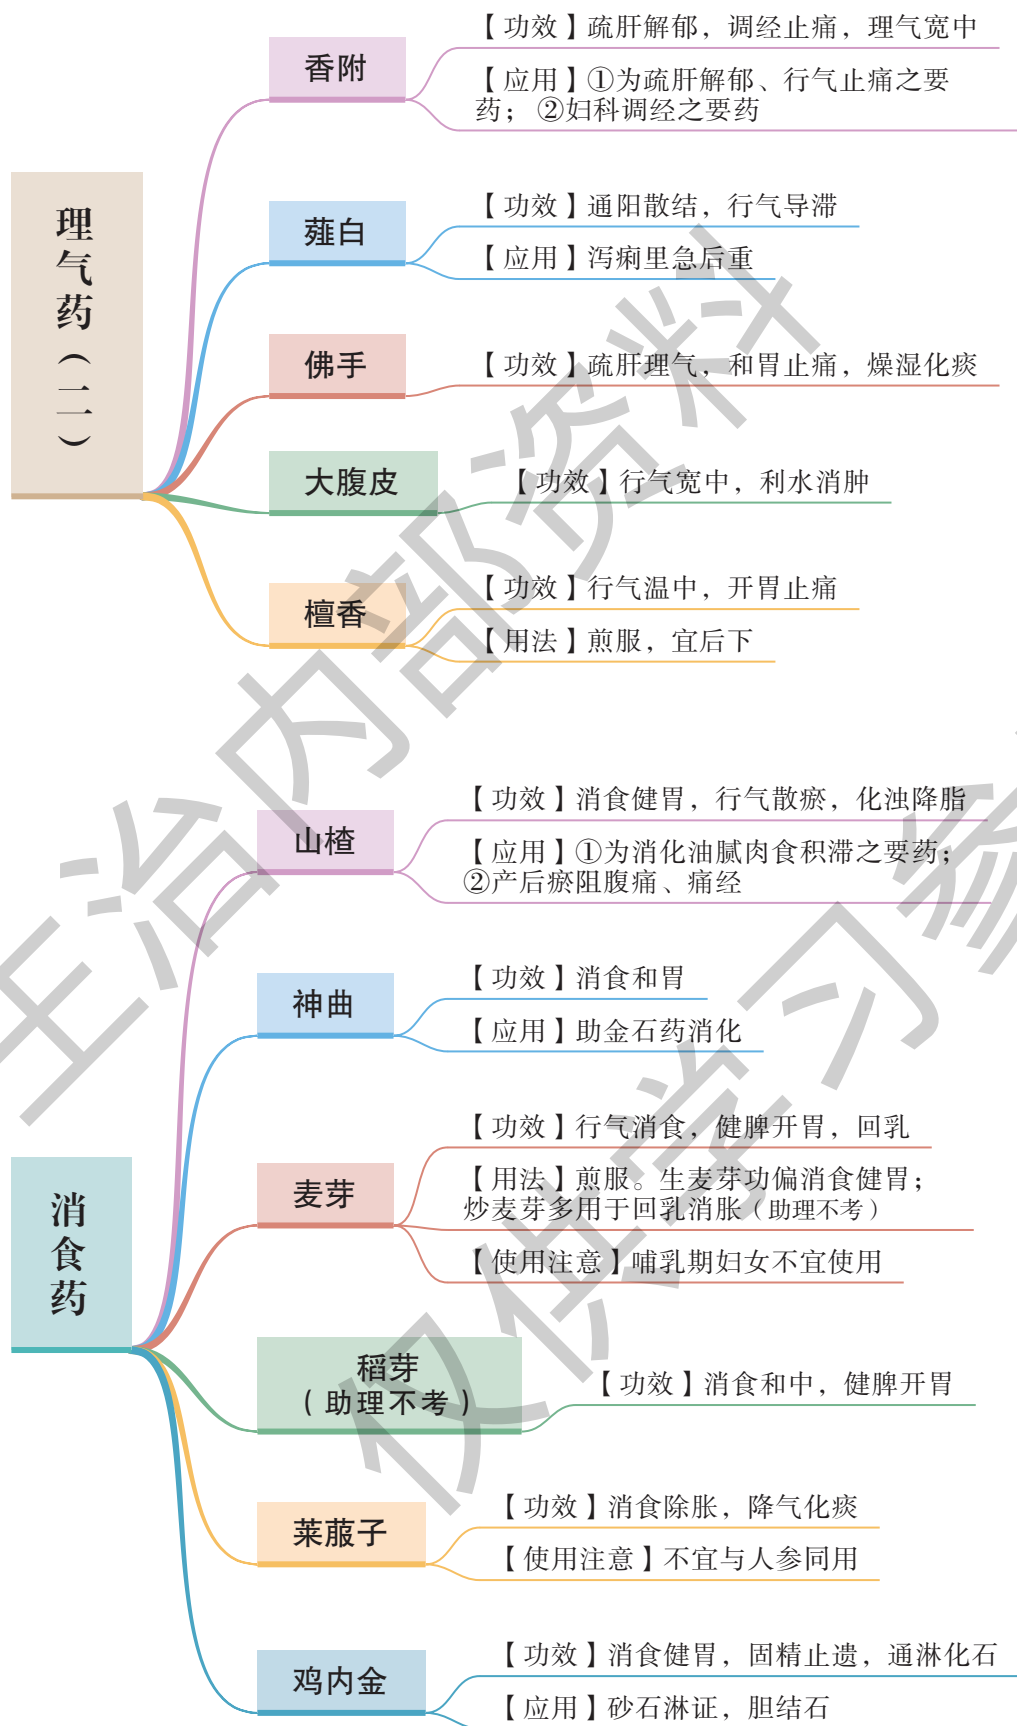 理气药（二）
香附
【功效】疏肝解郁，调经止痛，理气宽中
【应用】①为疏肝解郁、行气止痛之要
药；②妇科调经之要药
薤白
【功效】通阳散结，行气导滞
【应用】泻痢里急后重
佛手
【功效】疏肝理气，和胃止痛，燥湿化痰
大腹皮
【功效】行气宽中，利水消肿
檀香
【功效】行气温中，开胃止痛
【用法】煎服，宜后下
消食药
山楂
【功效】消食健胃，行气散瘀，化浊降脂
【应用】①为消化油腻肉食积滞之要药；
②产后瘀阻腹痛、痛经
神曲
【功效】消食和胃
【应用】助金石药消化
麦芽
【功效】行气消食，健脾开胃，回乳
【用法】煎服。生麦芽功偏消食健胃；
炒麦芽多用于回乳消胀（助理不考）
【使用注意】哺乳期妇女不宜使用
稻芽
（助理不考）
【功效】消食和中，健脾开胃
莱菔子
【功效】消食除胀，降气化痰
【使用注意】不宜与人参同用
鸡内金
【功效】消食健胃，固精止遗，通淋化石
【应用】砂石淋证，胆结石
王治内部资料
仅供学习参